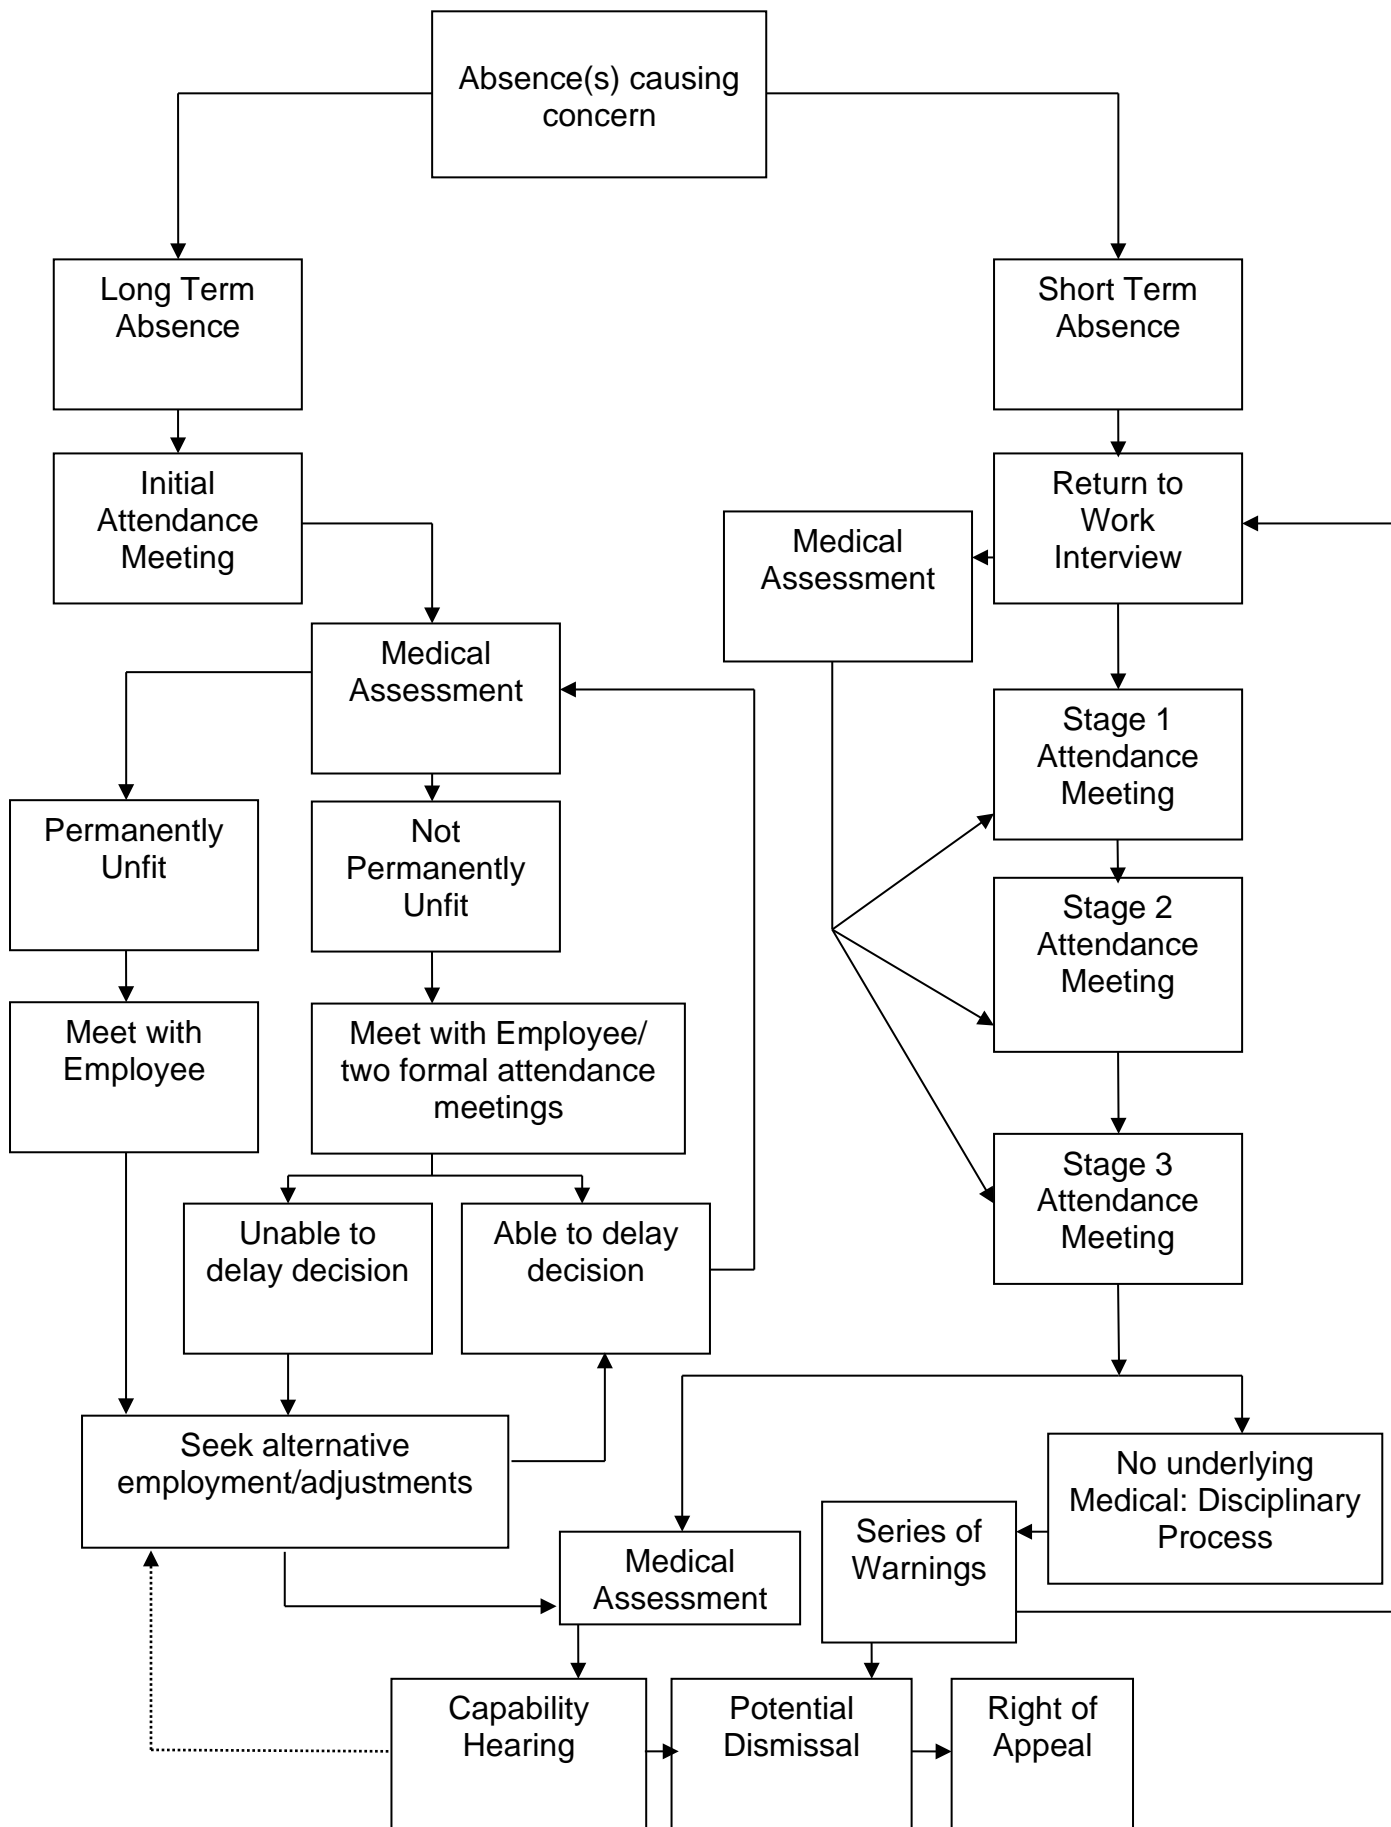 Absence(s) causing
concern
Long Term
Absence
Short Term
Absence
Initial
Attendance
Meeting
Return to
Work
Interview
Medical
Assessment
Medical
Assessment
Stage 1
Attendance
Meeting
Permanently
Unfit
Not
Permanently
Unfit
Stage 2
Attendance
Meeting
Meet with
Employee
Meet with Employee/
two formal attendance
meetings
Stage 3
Attendance
Meeting
Unable to
delay decision
Able to delay
decision
Seek alternative
employment/adjustments
No underlying
Medical: Disciplinary
Process
Series of
Warnings
Medical
Assessment
Capability
Hearing
Potential
Dismissal
Right of
Appeal